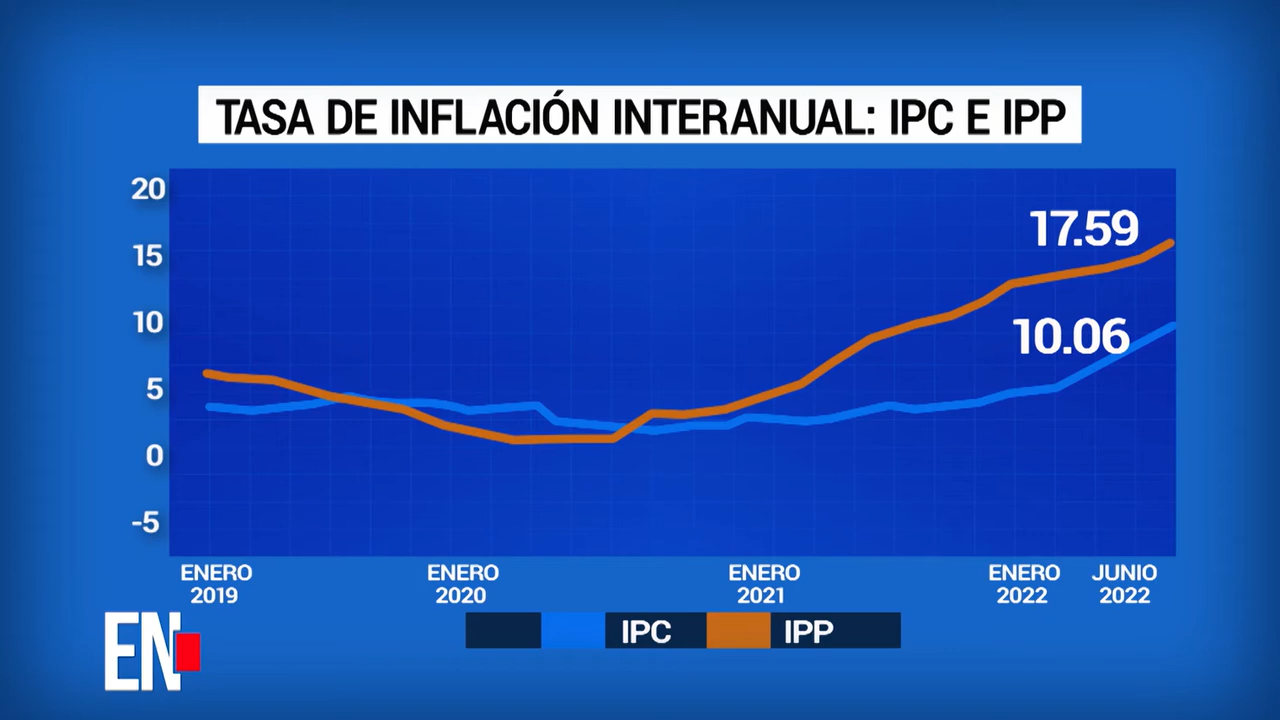 TASA DE INFLACIÓN INTERANUAL: IPC E IPP
20
15
10
5
0
-5
17.59
10.06
ENERO 2019
ENERO 2020
ENERO 2021
ENERO 2022
JUNIO 2022
IPC
IPP
EN